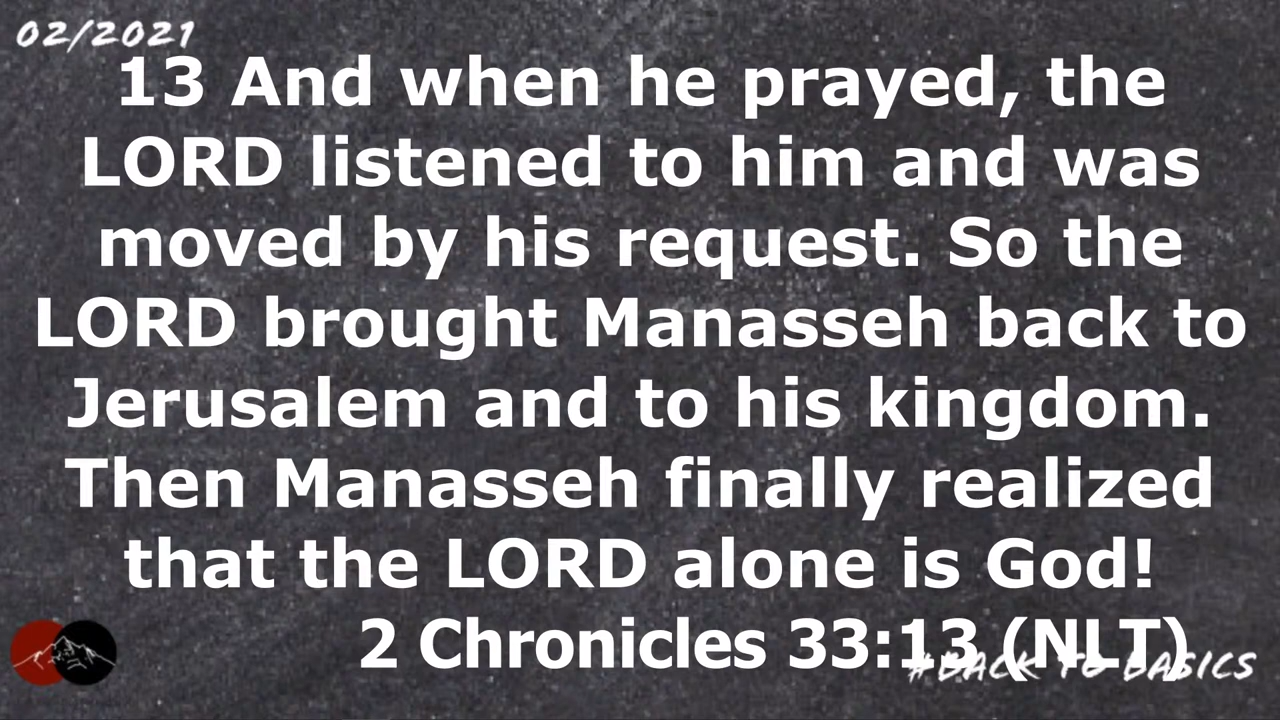 02/2021
13 And when he prayed, the
LORD listened to him and was
moved by his request. So the
LORD brought Manasseh back to
Jerusalem and to his kingdom.
Then Manasseh finally realized
that the LORD alone is God!
2 Chronicles 33:13 (NLT)
#BACK TO BASICS